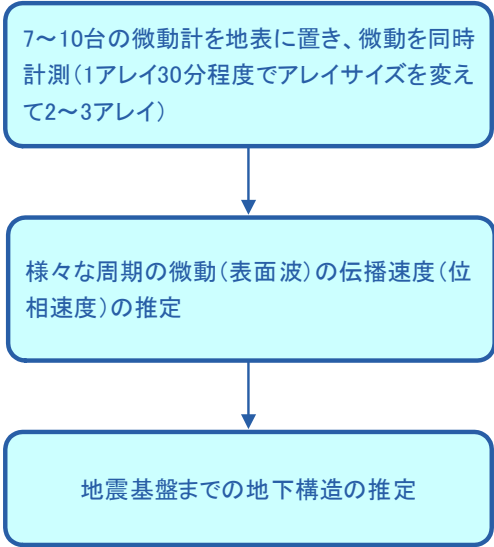 7～10台の微動計を地表に置き、微動を同時
計測（1アレイ30分程度でアレイサイズを変え
て2～3アレイ）
様々な周期の微動（表面波）の伝播速度（位
相速度）の推定
地震基盤までの地下構造の推定